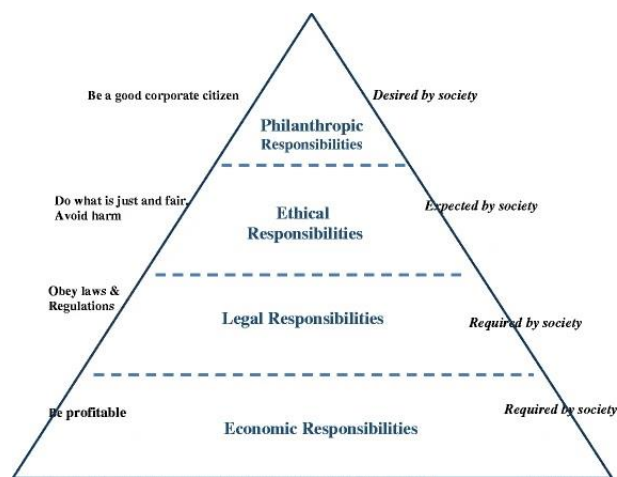 Be a good corporate citizen
Desired by society
Philanthropic
Responsibilities
Do what is just and fair,
Avoid harm
Expected by society
Ethical
Responsibilities
Obey laws &
Regulations
Legal Responsibilities
Required by society
Be profitable
Required by society
Economic Responsibilities